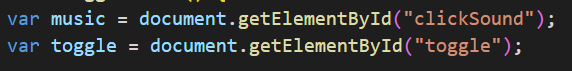 var music = document.getElementById("clickSound");
var toggle = document.getElementById("toggle");